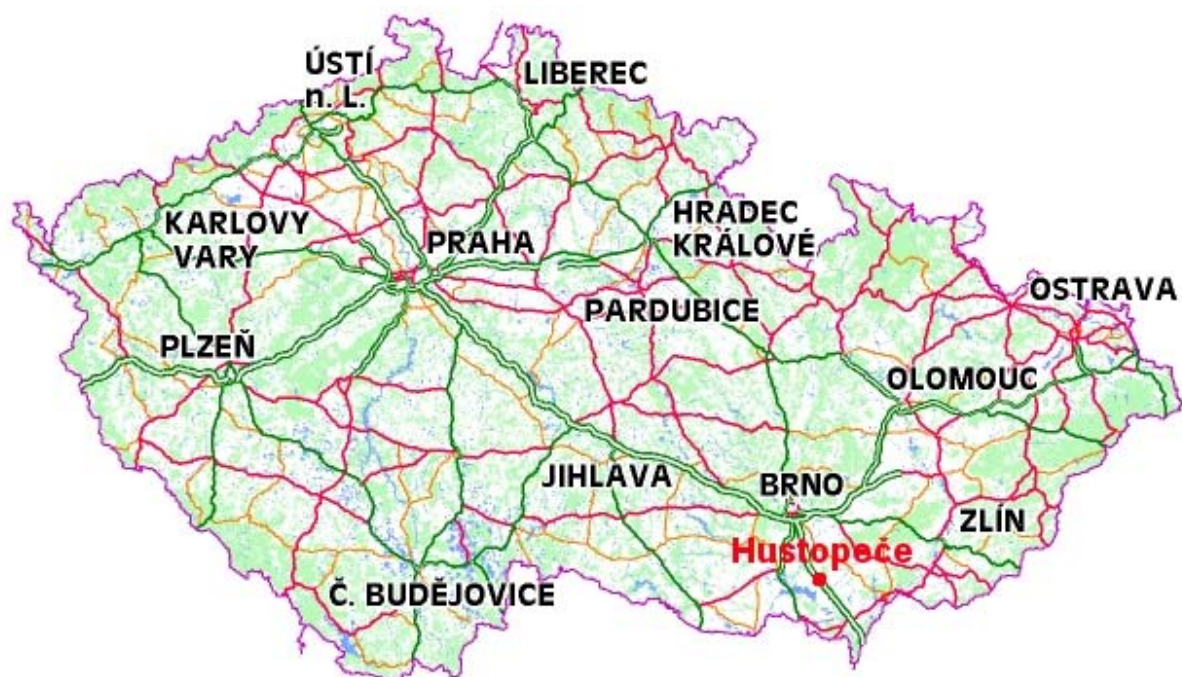 ÚSTÍ
n. L.
LIBEREC
KARLOVY
VARY
PRAHA
HRADEC
KRÁLOVÉ
PARDUBICE
OSTRAVA
PLZEŇ
OLOMOUC
JIHLAVA
BRNO
ZLÍN
Hustopeče
Č. BUDĚJOVICE